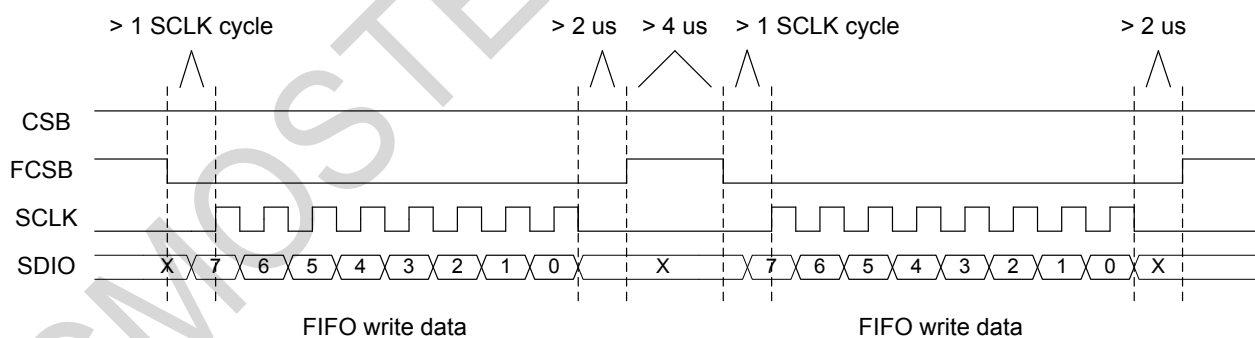 > 1 SCLK cycle > 2 us > 4 us > 1 SCLK cycle > 2 us
CSB
FCSB
SCLK
SDIO X 7 6 5 4 3 2 1 0 X 7 6 5 4 3 2 1 0 X
FIFO write data FIFO write data